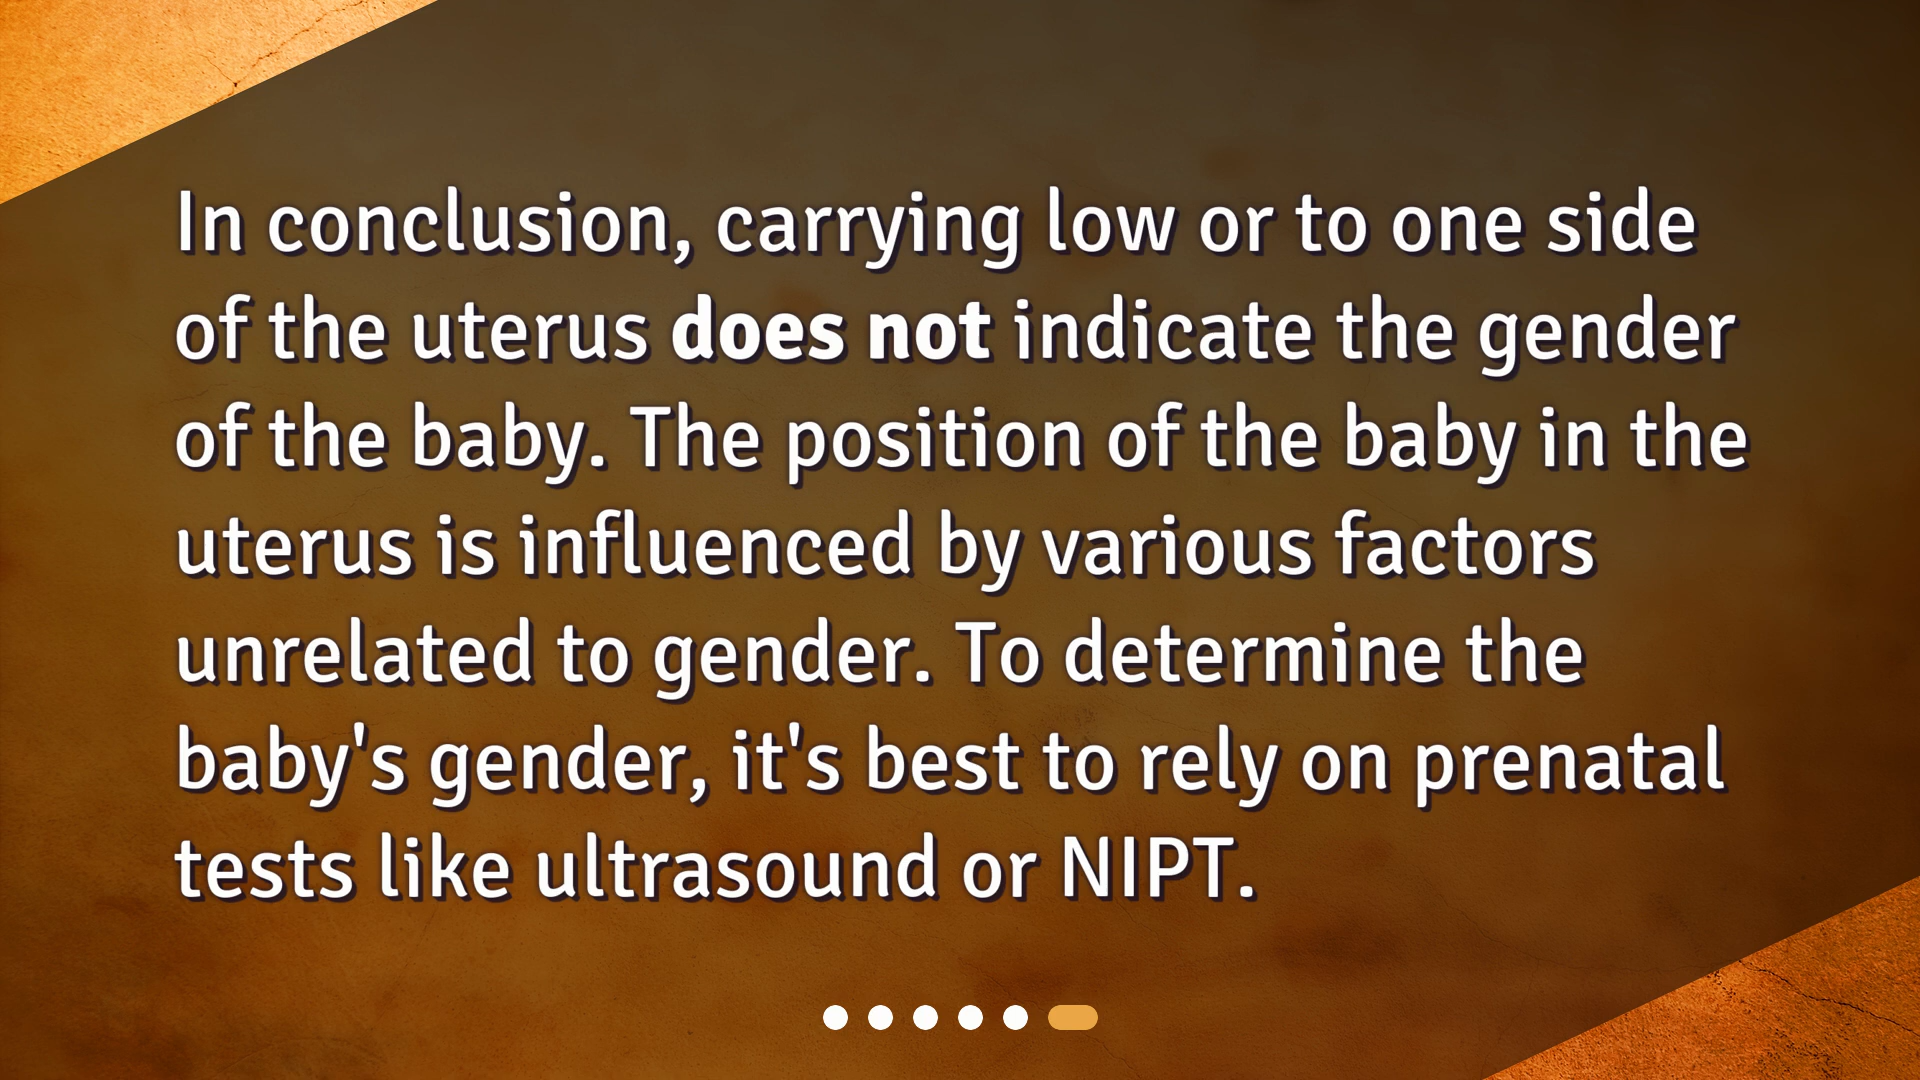 In conclusion, carrying low or to one side
of the uterus does not indicate the gender
of the baby. The position of the baby in the
uterus is influenced by various factors
unrelated to gender. To determine the
baby's gender, it's best to rely on prenatal
tests like ultrasound or NIPT.